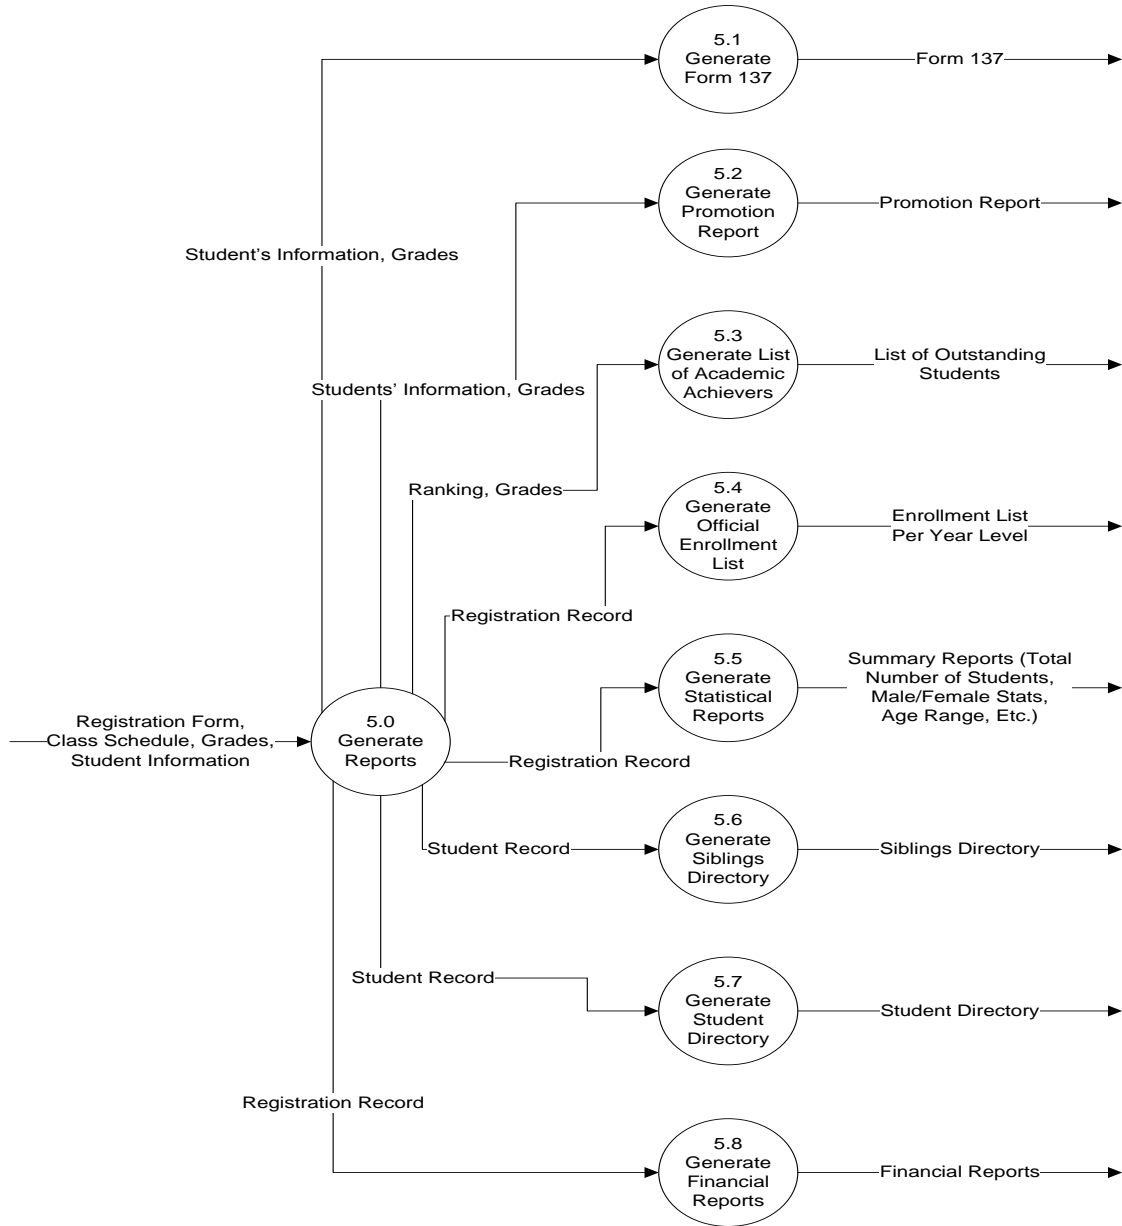 5.1
Generate
Form 137
Form 137
5.2
Generate
Promotion
Report
Promotion Report
Student's Information, Grades
5.3
Generate List
of Academic
Achievers
List of Outstanding
Students
Students' Information, Grades
Ranking, Grades
5.4
Generate
Official
Enrollment
List
Enrollment List
Per Year Level
Registration Record
5.5
Generate
Statistical
Reports
Summary Reports (Total
Number of Students,
Male/Female Stats,
Age Range, Etc.)
Registration Form,
Class Schedule, Grades,
Student Information
5.0
Generate
Reports
Registration Record
5.6
Generate
Siblings
Directory
Student Record
Siblings Directory
Student Record
5.7
Generate
Student
Directory
Student Directory
Registration Record
5.8
Generate
Financial
Reports
Financial Reports